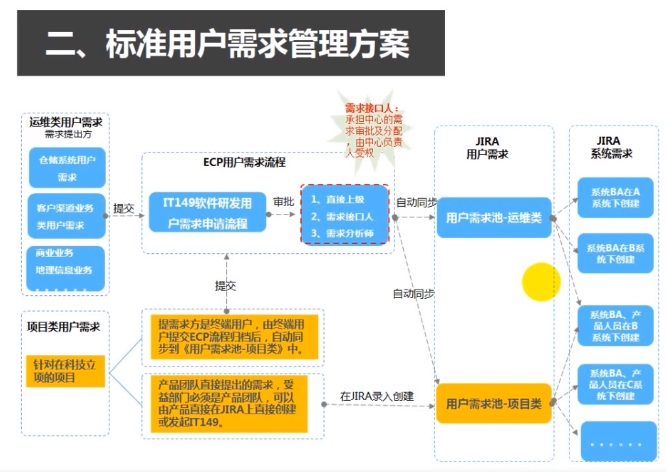 二、标准用户需求管理方案
需求接口人：
承担中心的需
求审批及分配
，由中心负责
人受权
运维类用户需求
需求提出方
仓储系统用户
需求
客户渠道业务
类用户需求
商业业务
地理信息业务
......
提交
ECP用户需求流程
IT149软件研发用
户需求申请流程
审批
1、直接上级
2、需求接口人
3、需求分析师
自动同步
自动同步
JIRA
用户需求
用户需求池-运维类
用户需求池-项目类
JIRA
系统需求
系统BA在A
系统下创建
系统BA在B系
统下创建
系统BA、产
品人员在B
系统下创建
系统BA、产
品人员在C系
统下创建
......
项目类用户需求
针对在科技立
项的项目
提交
提需求方是终端用户，由终端用
户提交ECP流程归档后，自动同
步到《用户需求池-项目类》中。
产品团队直接提出的需求，受
益部门必须是产品团队，可以
由产品直接在JIRA上直接创建
或发起IT149。
在JIRA录入创建